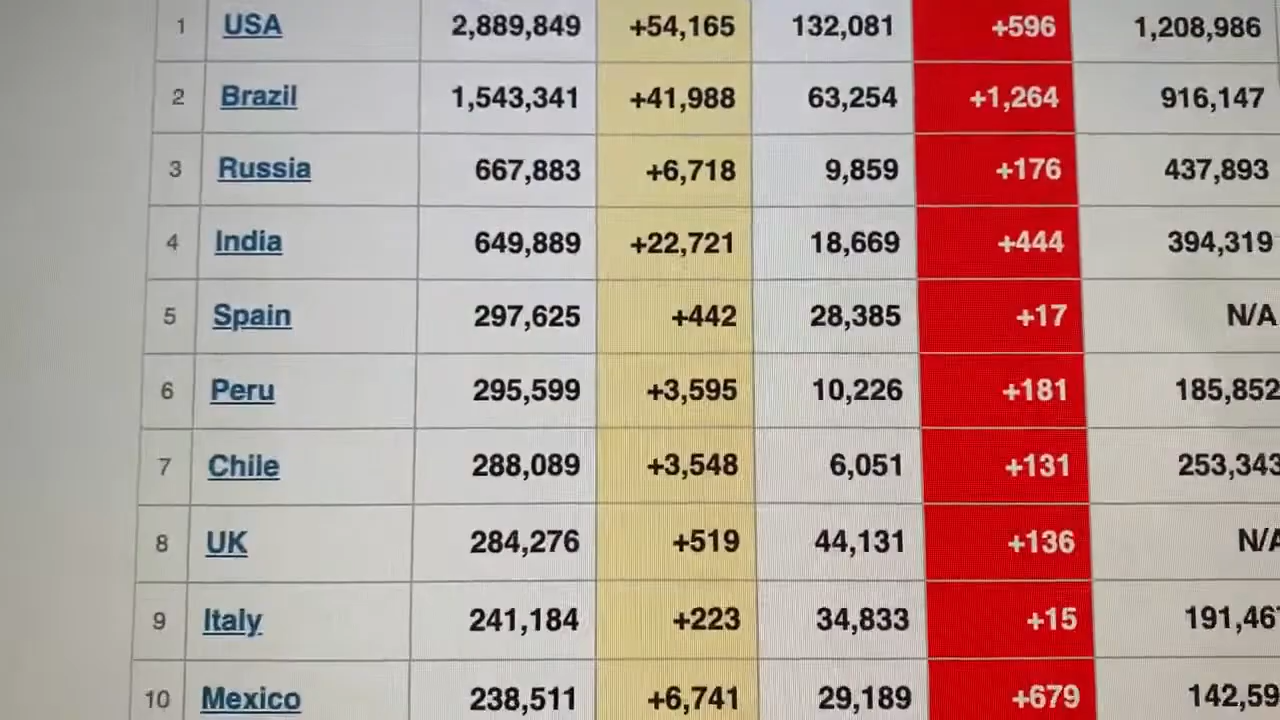 1 USA 2,889,849 +54,165 132,081 +596 1,208,986
2 Brazil 1,543,341 +41,988 63,254 +1,264 916,147
3 Russia 667,883 +6,718 9,859 +176 437,893
4 India 649,889 +22,721 18,669 +444 394,319
5 Spain 297,625 +442 28,385 +17 N/A
6 Peru 295,599 +3,595 10,226 +181 185,852
7 Chile 288,089 +3,548 6,051 +131 253,343
8 UK 284,276 +519 44,131 +136 N/A
9 Italy 241,184 +223 34,833 +15 191,46
10 Mexico 238,511 +6,741 29,189 +679 142,59